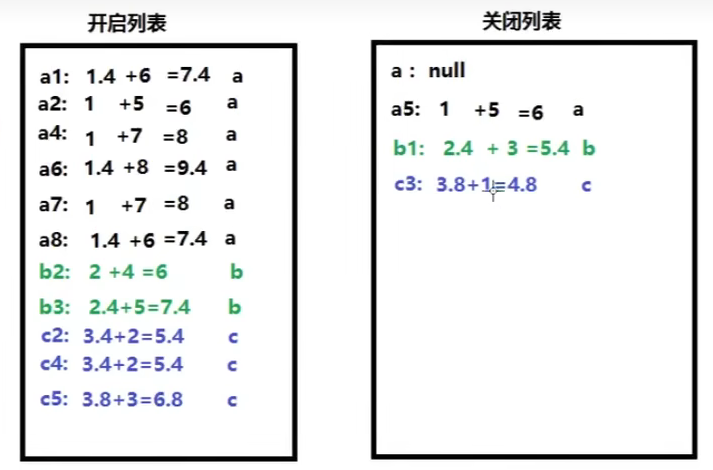 开启列表
a1: 1.4 +6 =7.4 a
a2: 1 +5 =6 a
a4: 1 +7 =8 a
a6: 1.4 +8 =9.4 a
a7: 1 +7 =8 a
a8: 1.4 +6 =7.4 a
b2: 2 +4 =6 b
b3: 2.4+5=7.4 b
c2: 3.4+2=5.4 c
c4: 3.4+2=5.4 c
c5: 3.8+3=6.8 c
关闭列表
a : null
a5: 1 +5 =6 a
b1: 2.4 + 3 =5.4 b
c3: 3.8+1=4.8 c